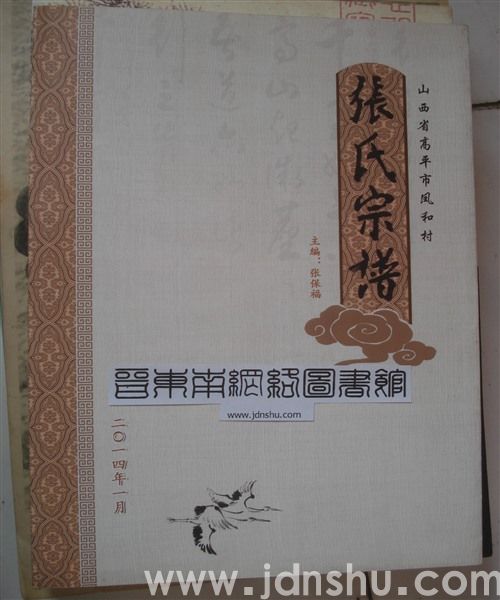 山西省高平市凤和村
張氏宗譜
主编：张保福
晋東南網絡圖書館
www.jdnshu.com
二〇一四年一月
www.jdnshu.com